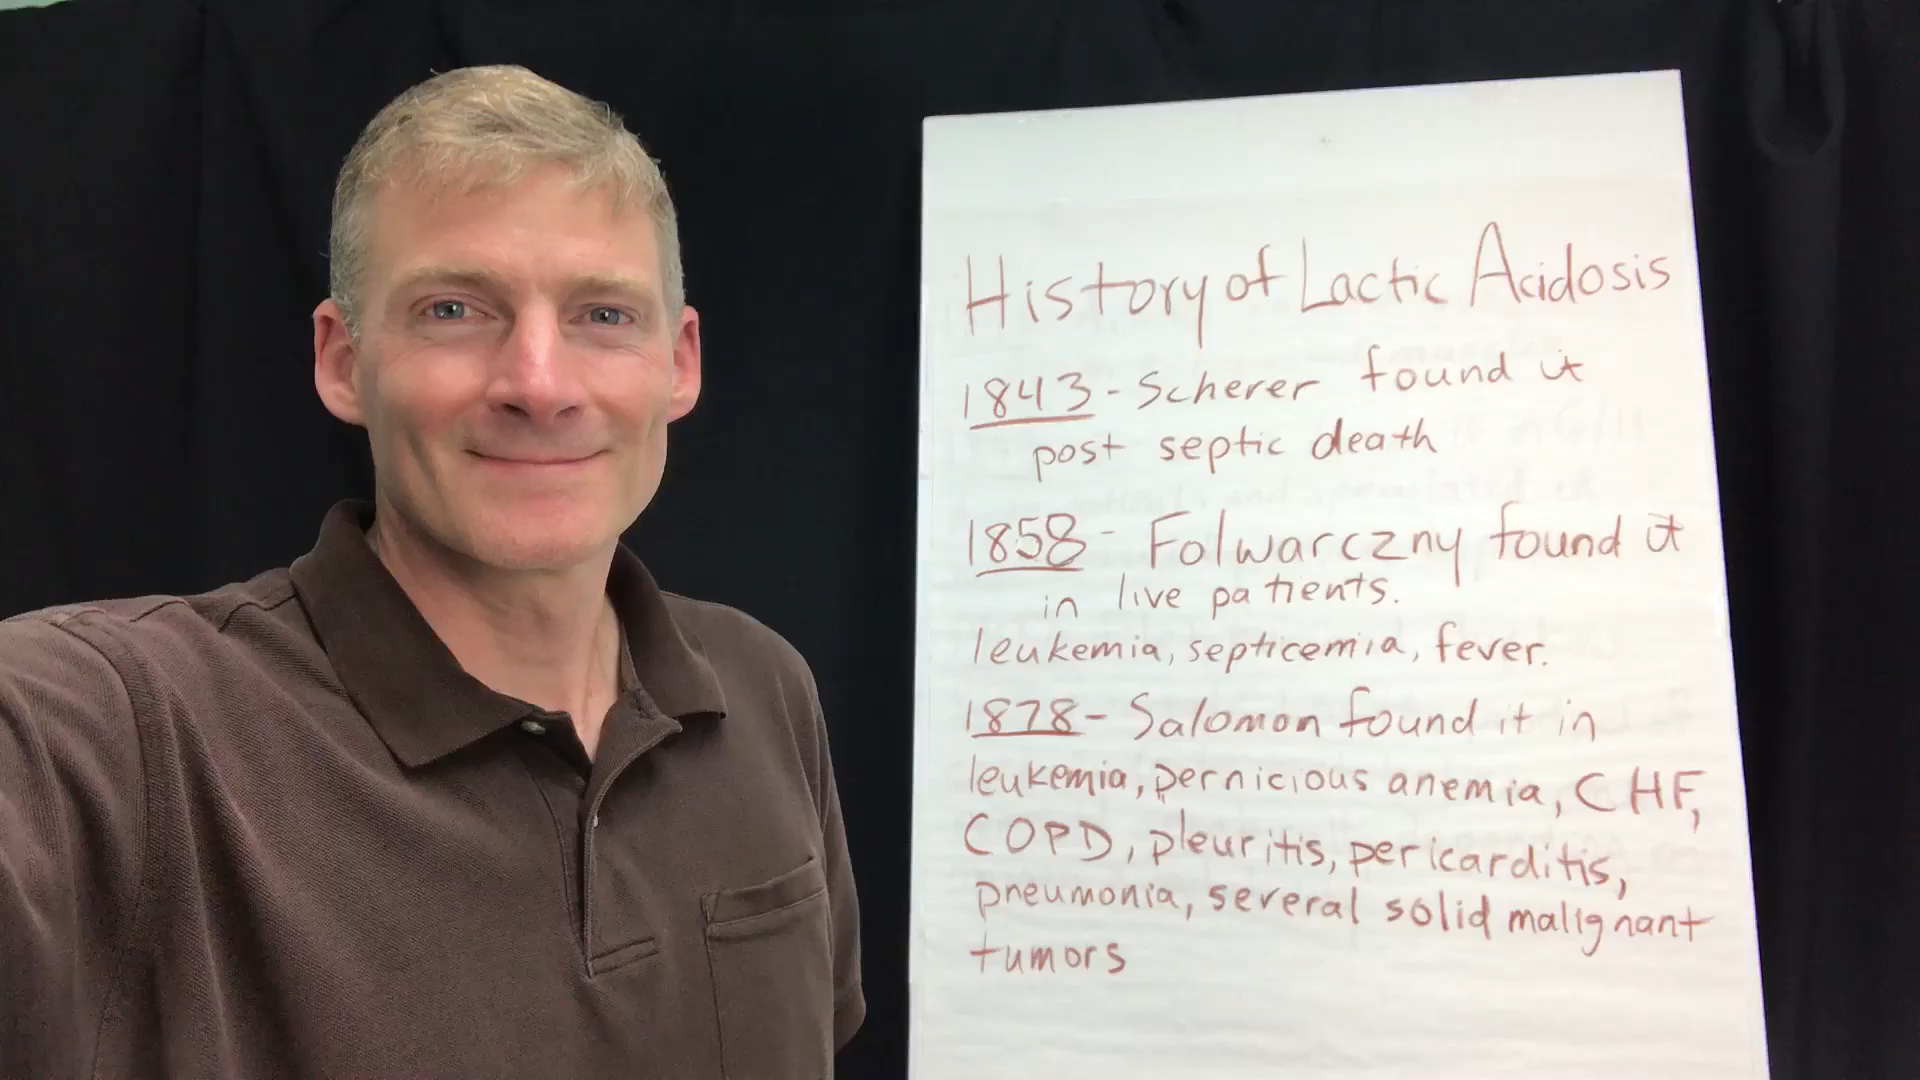 History of Lactic Acidosis
1843 - Scherer found it
post septic death
1858 - Folwarczny found it
in live patients.
leukemia, septicemia, fever.
1878 - Salomon found it in
leukemia, pernicious anemia, CHF,
COPD, pleuritis, pericarditis,
pneumonia, several solid malignant
tumors